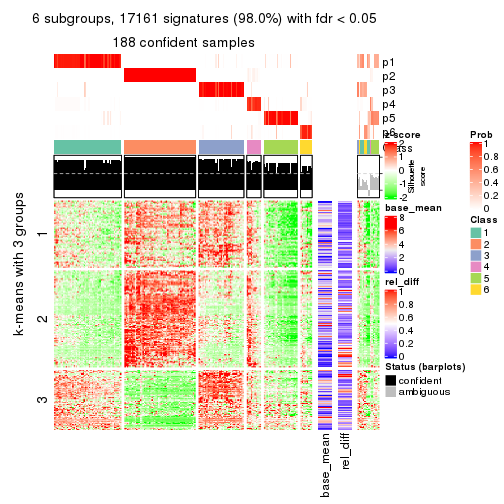 6 subgroups, 17161 signatures (98.0%) with fdr < 0.05
188 confident samples
p1
p2
p3
p4
p5
p6
z-score
2
1
0
-1
-2
Class
Silhouette
score
k-means with 3 groups
1
2
3
base_mean
8
6
4
2
0
rel_diff
1
0.8
0.6
0.4
0.2
0
Status (barplots)
confident
ambiguous
Prob
1
0.8
0.6
0.4
0.2
0
Class
1
2
3
4
5
6
base_mean
rel_diff